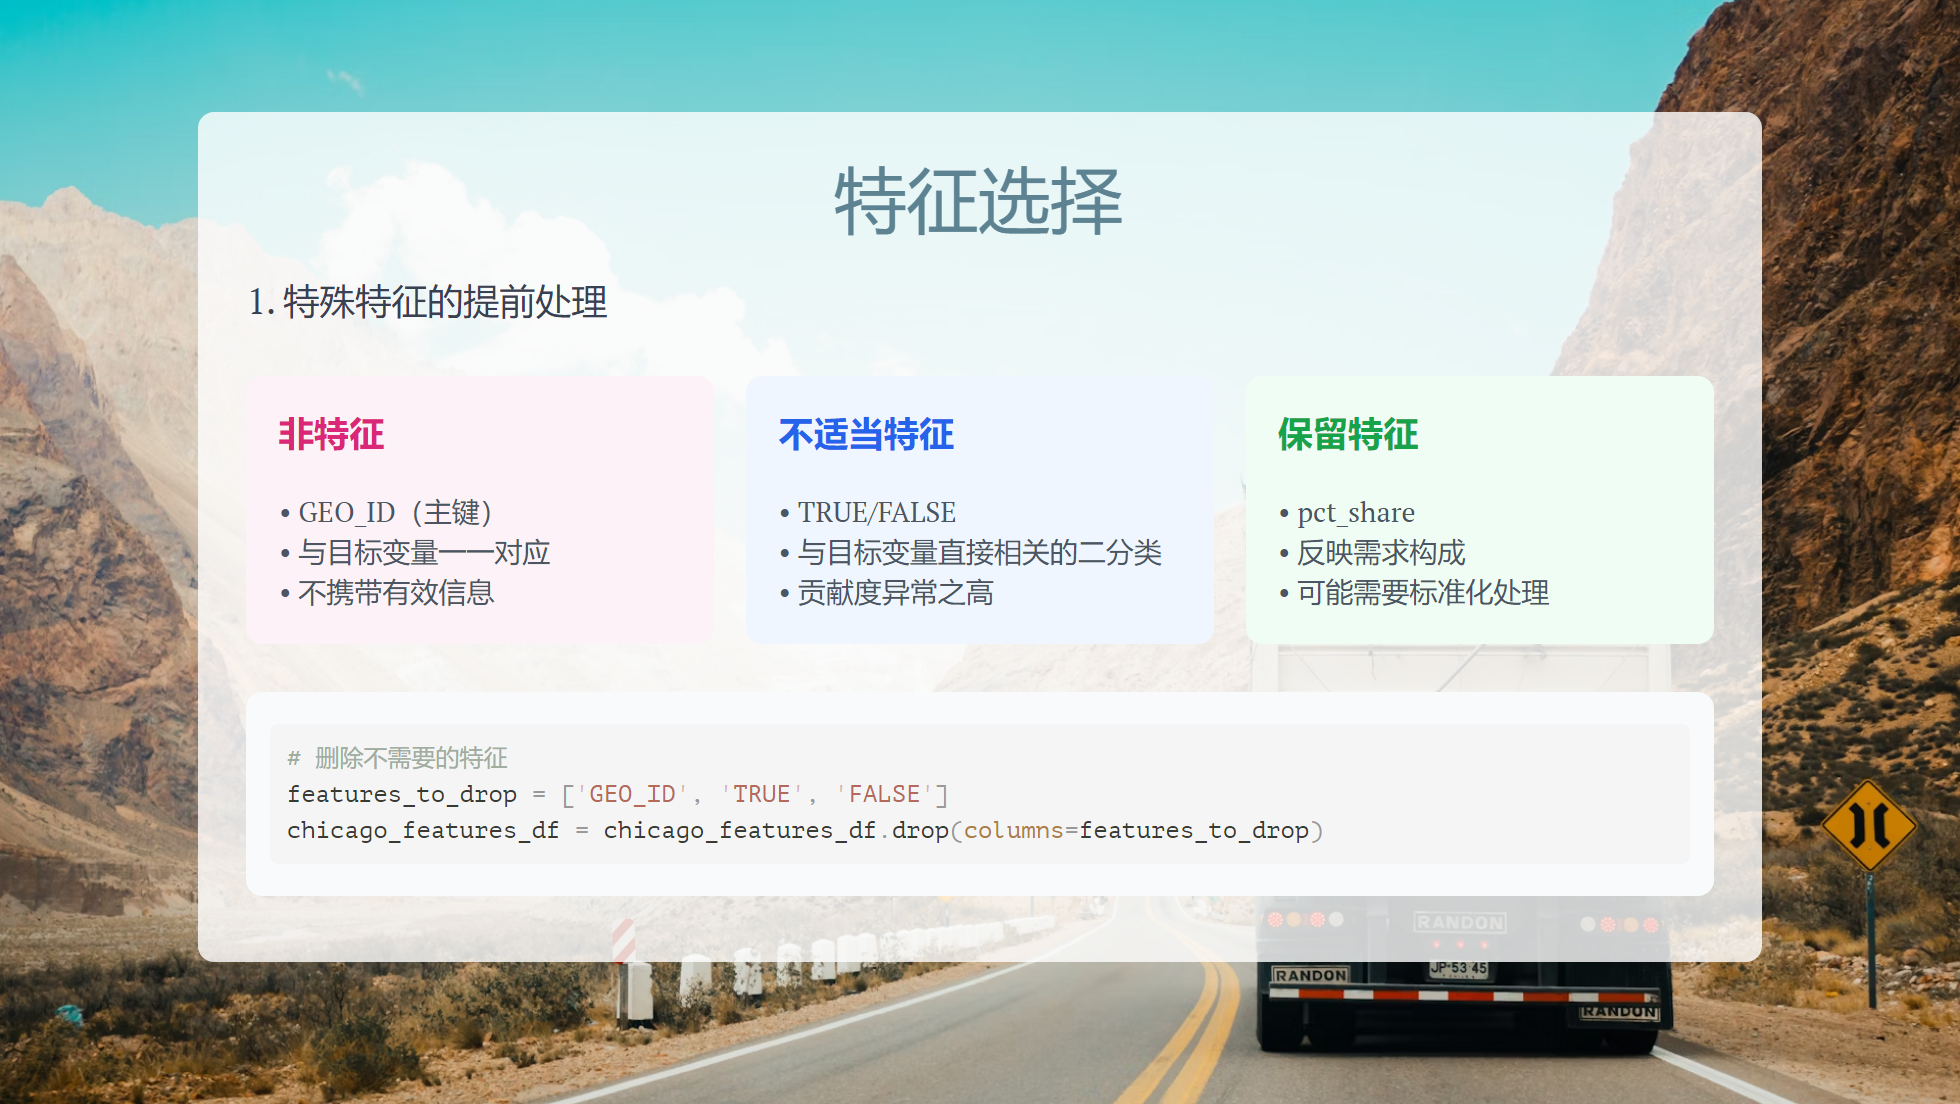 特征选择
1. 特殊特征的提前处理
非特征
• GEO_ID（主键）
• 与目标变量一一对应
• 不携带有效信息
不适当特征
• TRUE/FALSE
• 与目标变量直接相关的二分类
• 贡献度异常之高
保留特征
• pct_share
• 反映需求构成
• 可能需要标准化处理
# 删除不需要的特征
features_to_drop = ['GEO_ID', 'TRUE', 'FALSE']
chicago_features_df = chicago_features_df.drop(columns=features_to_drop)
RANDON
RANDON
JP-53 45
RANDON